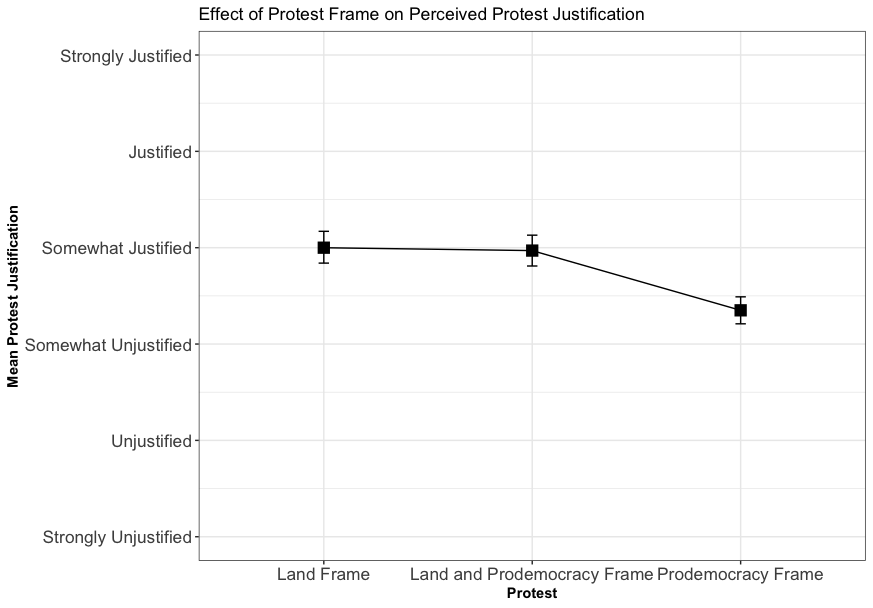 Effect of Protest Frame on Perceived Protest Justification
Strongly Justified
Justified
Somewhat Justified
Somewhat Unjustified
Unjustified
Strongly Unjustified
Mean Protest Justification
Land Frame
Land and Prodemocracy Frame
Prodemocracy Frame
Protest